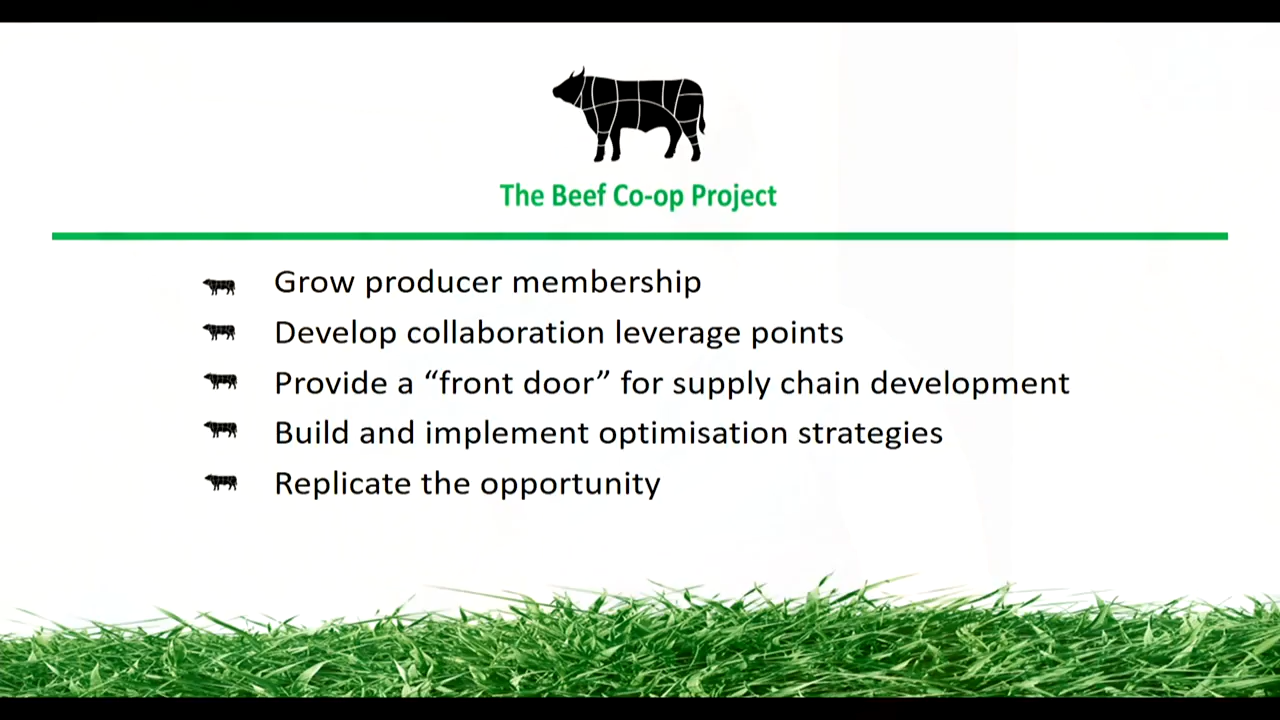 The Beef Co-op Project
Grow producer membership
Develop collaboration leverage points
Provide a “front door” for supply chain development
Build and implement optimisation strategies
Replicate the opportunity